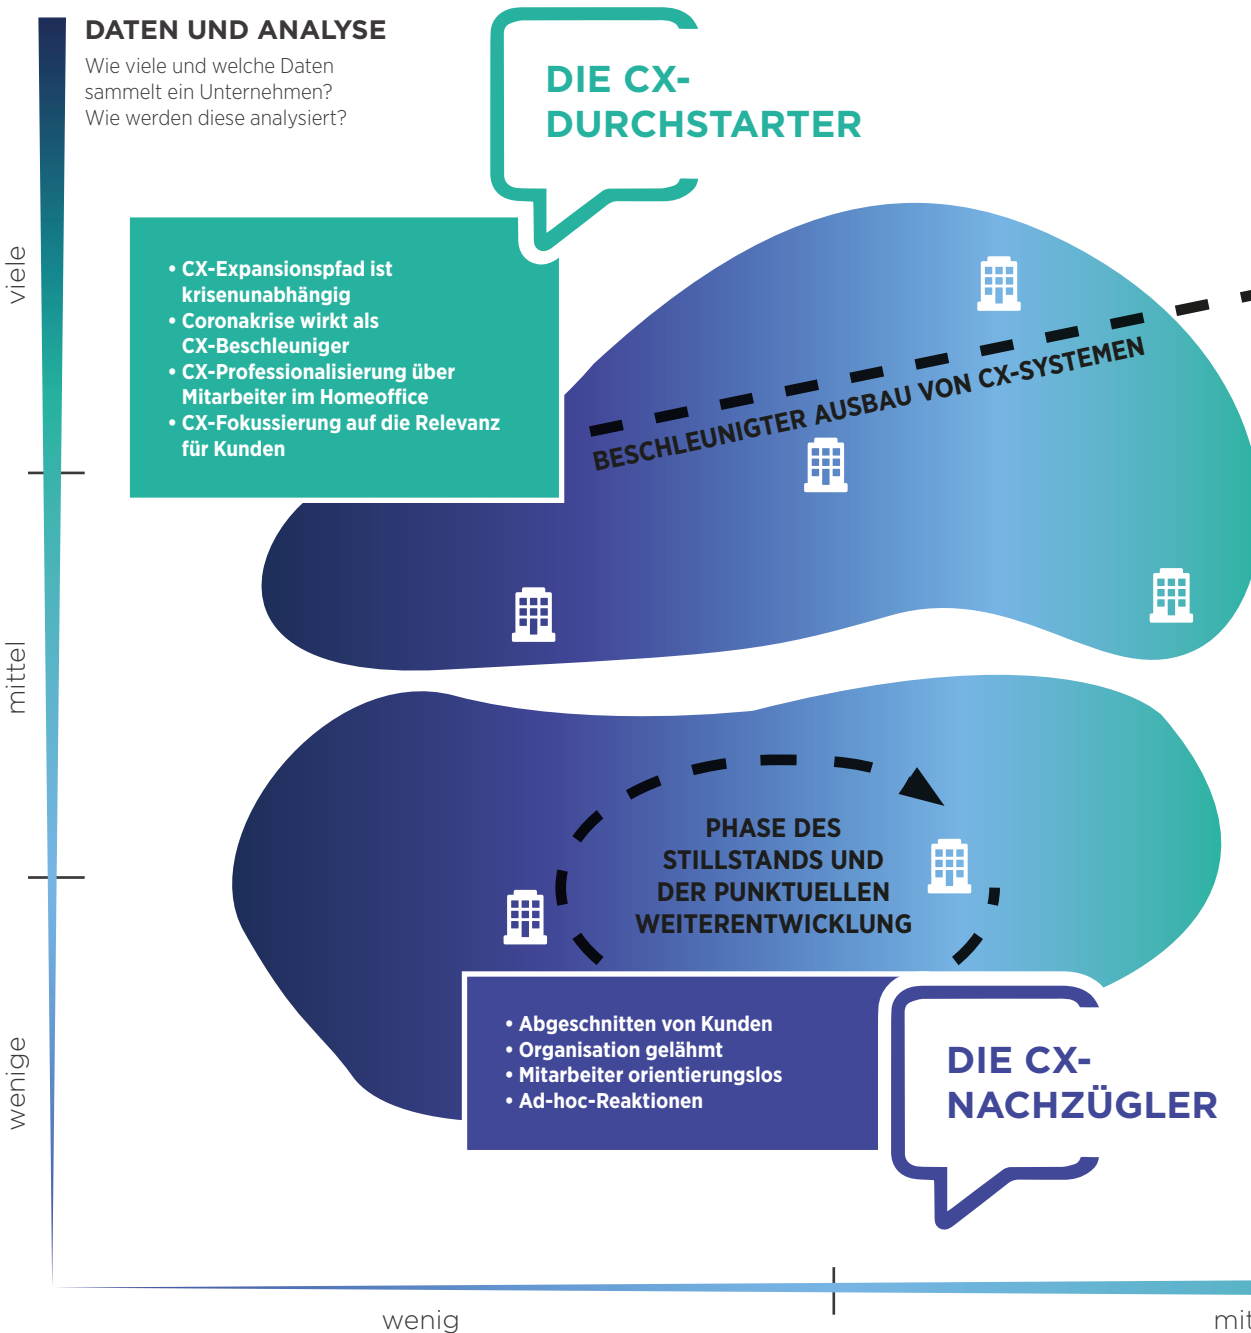 DATEN UND ANALYSE
Wie viele und welche Daten
sammelt ein Unternehmen?
Wie werden diese analysiert?
DIE CX-
DURCHSTARTER
viele
• CX-Expansionspfad ist
krisenunabhängig
• Coronakrise wirkt als
CX-Beschleuniger
• CX-Professionalisierung über
Mitarbeiter im Homeoffice
• CX-Fokussierung auf die Relevanz
für Kunden
BESCHLEUNIGTER AUSBAU VON CX-SYSTEMEN
mittel
PHASE DES
STILLSTANDS UND
DER PUNKTUELLEN
WEITERENTWICKLUNG
wenige
• Abgeschnitten von Kunden
• Organisation gelähmt
• Mitarbeiter orientierungslos
• Ad-hoc-Reaktionen
DIE CX-
NACHZÜGLER
wenig